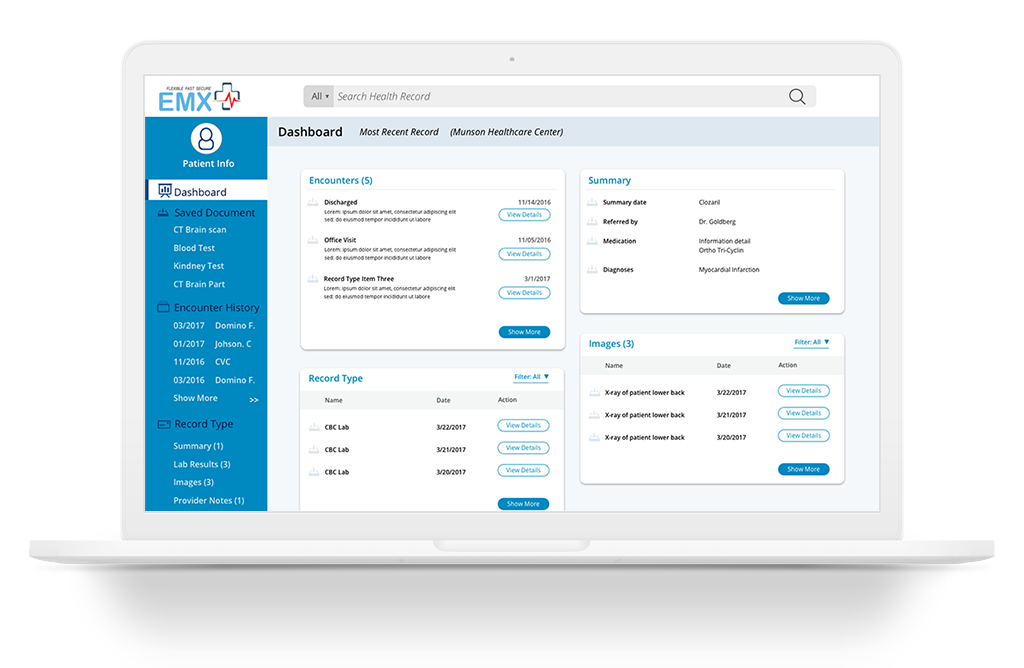 FLEXIBLE FAST SECURE
EMX
All ▾ Search Health Record
Patient Info
Dashboard
Saved Document
CT Brain scan
Blood Test
Kindney Test
CT Brain Part
Encounter History
03/2017 Domino F.
01/2017 Johson. C
11/2016 CVC
03/2016 Domino F.
Show More >>
Record Type
Summary (1)
Lab Results (3)
Images (3)
Provider Notes (1)
Dashboard Most Recent Record (Munson Healthcare Center)
Encounters (5)
Discharged 11/14/2016
Lorem: ipsum dolor sit amet, consectetur adipiscing elit
sed: do eiusmod tempor incididunt ut labore
View Details
Office Visit 11/05/2016
Lorem: ipsum dolor sit amet, consectetur adipiscing elit
sed: do eiusmod tempor incididunt ut labore
View Details
Record Type Item Three 3/1/2017
Lorem: ipsum dolor sit amet, consectetur adipiscing elit
sed: do eiusmod tempor incididunt ut labore
View Details
Show More
Record Type Filter: All ▼
Name Date Action
CBC Lab 3/22/2017 View Details
CBC Lab 3/21/2017 View Details
CBC Lab 3/20/2017 View Details
Show More
Summary
Summary date Clozaril
Referred by Dr. Goldberg
Medication Information detail
Ortho Tri-Cyclin
Diagnoses Myocardial Infarction
Show More
Images (3) Filter: All ▼
Name Date Action
X-ray of patient lower back 3/22/2017 View Details
X-ray of patient lower back 3/21/2017 View Details
X-ray of patient lower back 3/20/2017 View Details
Show More